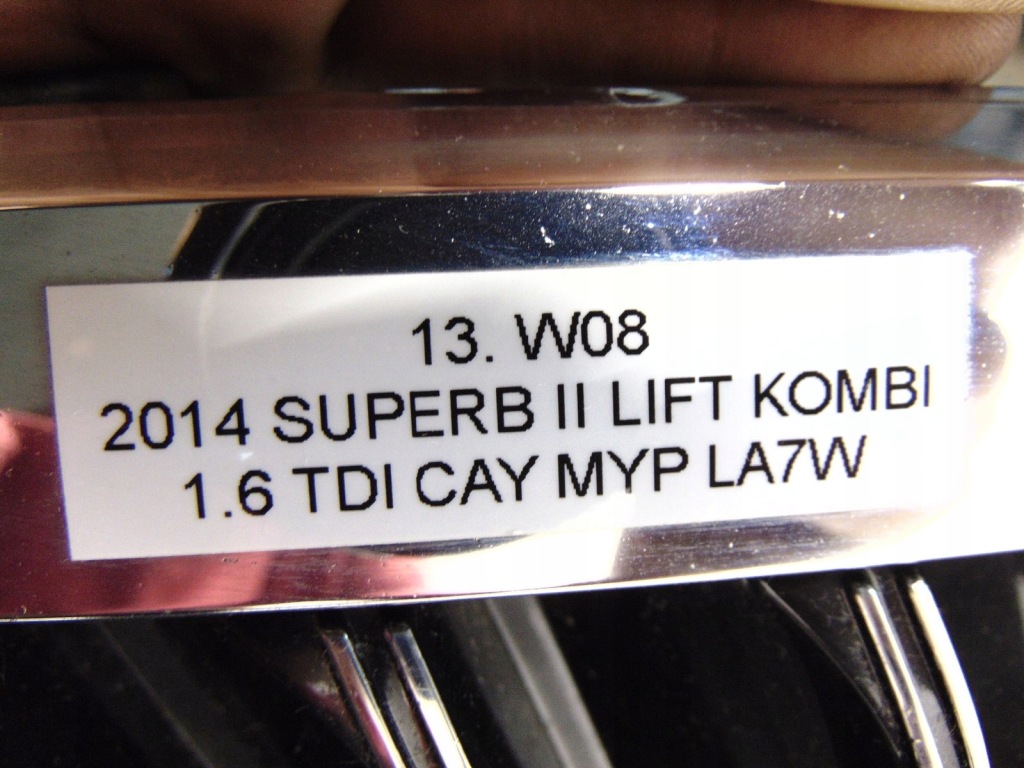 13. W08
2014 SUPERB II LIFT KOMBI
1.6 TDI CAY MYP LA7W